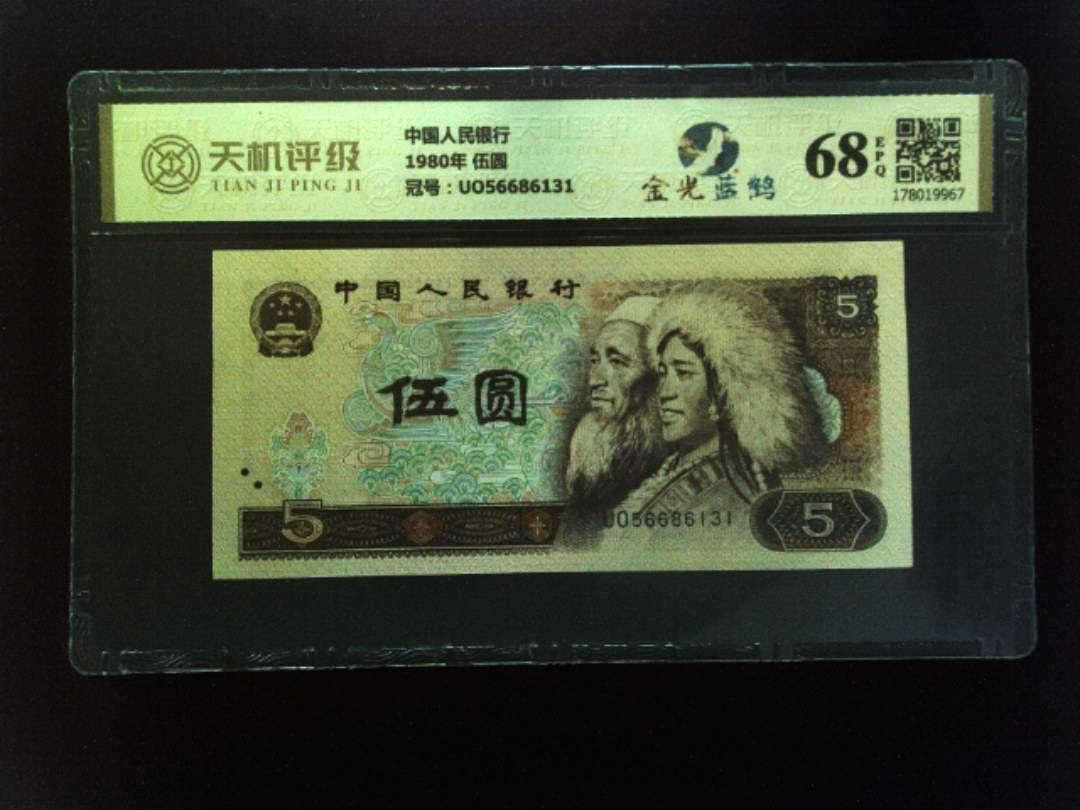 天机评级
TIAN JI PING JI
中国人民银行
1980年 伍圆
冠号：UO56686131
金光蓝鹤
68
EPQ
178019967
中国人民银行
5
伍圆
UO56686131
5
5